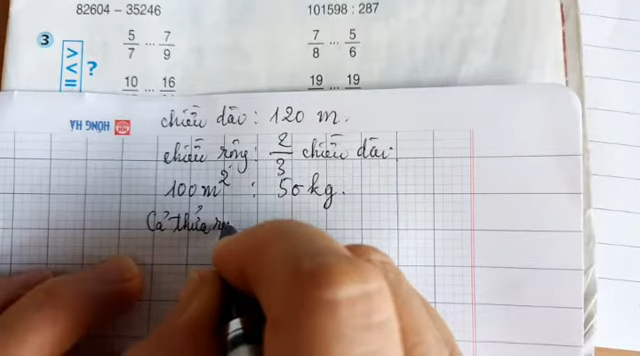 82604 – 35246
101598 : 287
3
> < = ?
5/7 ... 7/9
7/8 ... 5/6
10 ... 16
19 ... 19
HỒNG HÀ
chiều dài : 120 m.
chiều rộng : 2/3 chiều dài.
100m² : 50kg.
Cả thửa